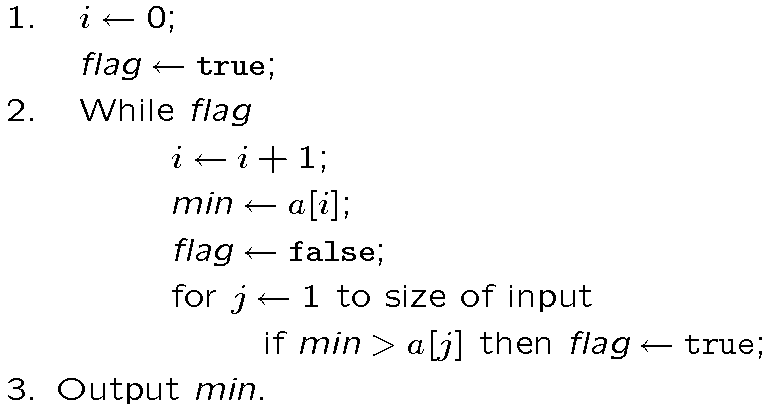 1. i ← 0;
flag ← true;
2. While flag
i ← i + 1;
min ← a[i];
flag ← false;
for j ← 1 to size of input
if min > a[j] then flag ← true;
3. Output min.